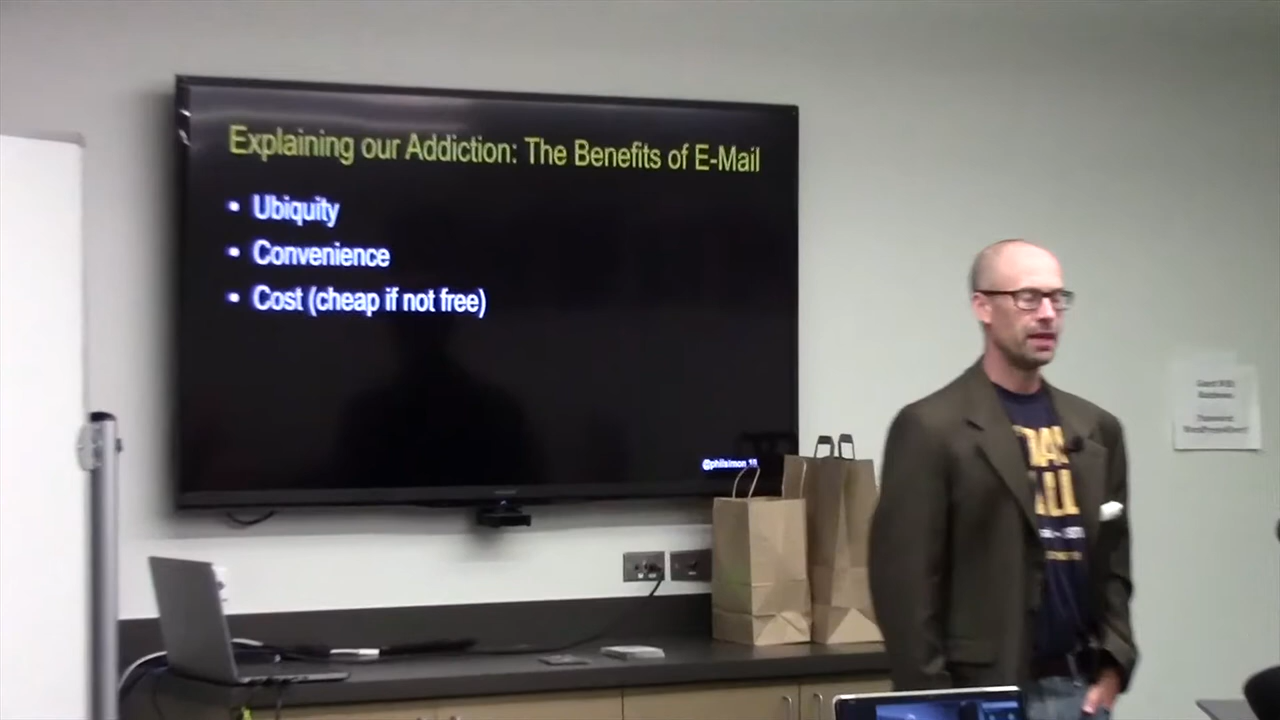 Explaining our Addiction: The Benefits of E-Mail
▪ Ubiquity
▪ Convenience
▪ Cost (cheap if not free)
@philsimon